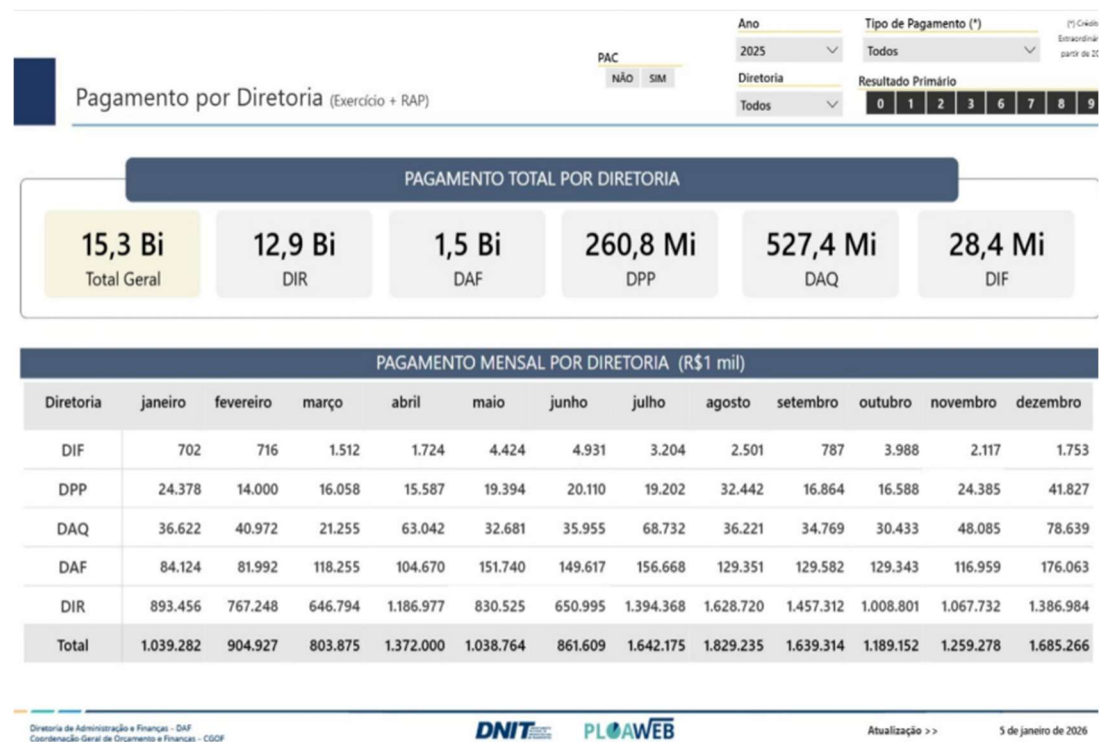 Ano
Tipo de Pagamento (*)
2025
Todos
PAC
NÃO SIM
Diretoria
Resultado Primário
Todos
0 1 2 3 6 7 8 9
Pagamento por Diretoria (Exercício + RAP)
PAGAMENTO TOTAL POR DIRETORIA
15,3 Bi 12,9 Bi 1,5 Bi 260,8 Mi 527,4 Mi 28,4 Mi
Total Geral DIR DAF DPP DAQ DIF
PAGAMENTO MENSAL POR DIRETORIA (R$1 mil)
Diretoria janeiro fevereiro março abril maio junho julho agosto setembro outubro novembro dezembro
DIF 702 716 1.512 1.724 4.424 4.931 3.204 2.501 787 3.988 2.117 1.753
DPP 24.378 14.000 16.058 15.587 19.394 20.110 19.202 32.442 16.864 16.588 24.385 41.827
DAQ 36.622 40.972 21.255 63.042 32.681 35.955 68.732 36.221 34.769 30.433 48.085 78.639
DAF 84.124 81.992 118.255 104.670 151.740 149.617 156.668 129.351 129.582 129.343 116.959 176.063
DIR 893.456 767.248 646.794 1.186.977 830.525 650.995 1.394.368 1.628.720 1.457.312 1.008.801 1.067.732 1.386.984
Total 1.039.282 904.927 803.875 1.372.000 1.038.764 861.609 1.642.175 1.829.235 1.639.314 1.189.152 1.259.278 1.685.266
Diretoria de Administração e Finanças - DAF
Coordenação-Geral de Orçamento e Finanças - CGOF
DNIT
PLOAWEB
Atualização >> 5 de janeiro de 2026